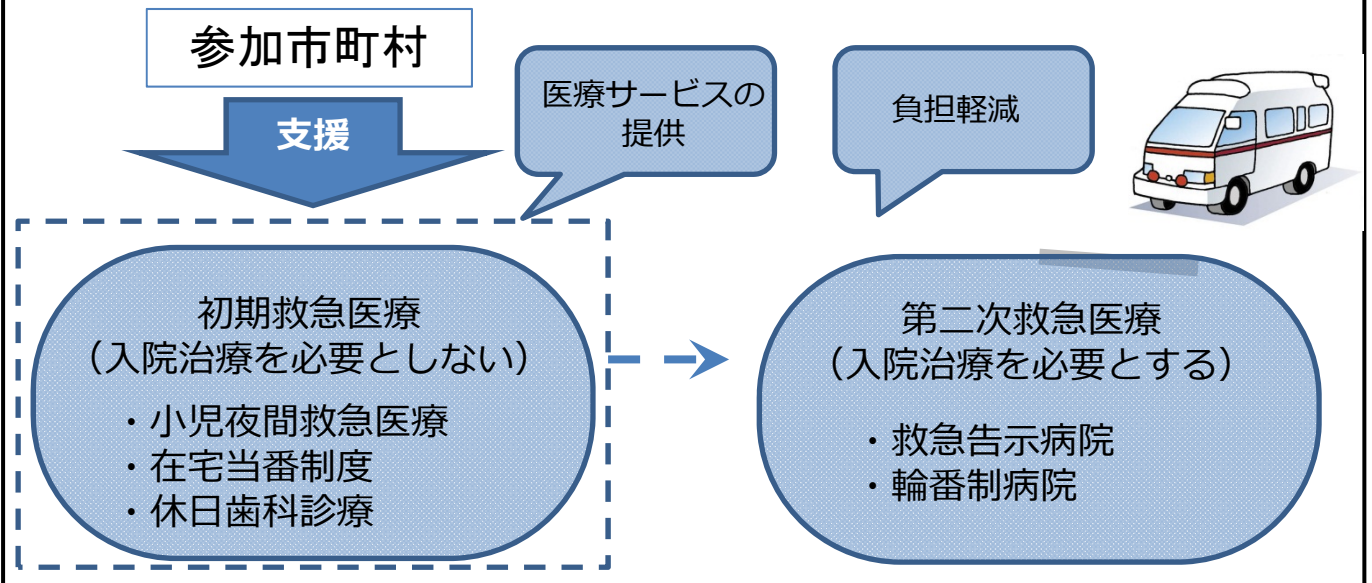 参加市町村
支援
医療サービスの
提供
負担軽減
初期救急医療
（入院治療を必要としない）
・小児夜間救急医療
・在宅当番制度
・休日歯科診療
第二次救急医療
（入院治療を必要とする）
・救急告示病院
・輪番制病院